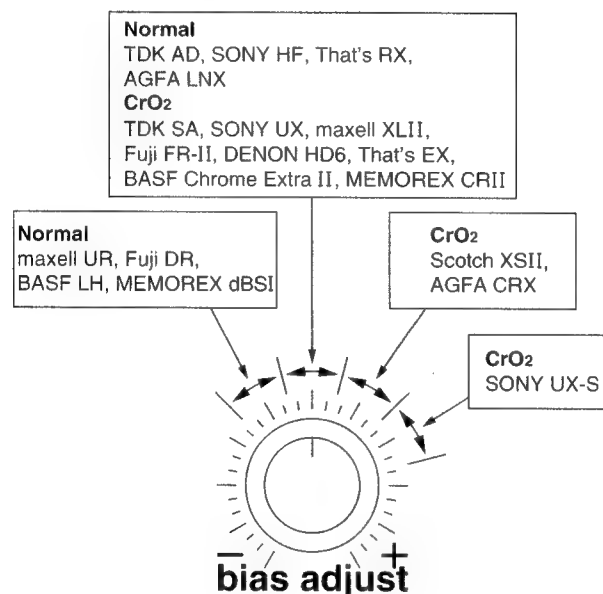 Normal
TDK AD, SONY HF, That's RX,
AGFA LNX
CrO2
TDK SA, SONY UX, maxell XLII,
Fuji FR-II, DENON HD6, That's EX,
BASF Chrome Extra II, MEMOREX CRII
Normal
maxell UR, Fuji DR,
BASF LH, MEMOREX dBSI
CrO2
Scotch XSII,
AGFA CRX
CrO2
SONY UX-S
− +
bias adjust